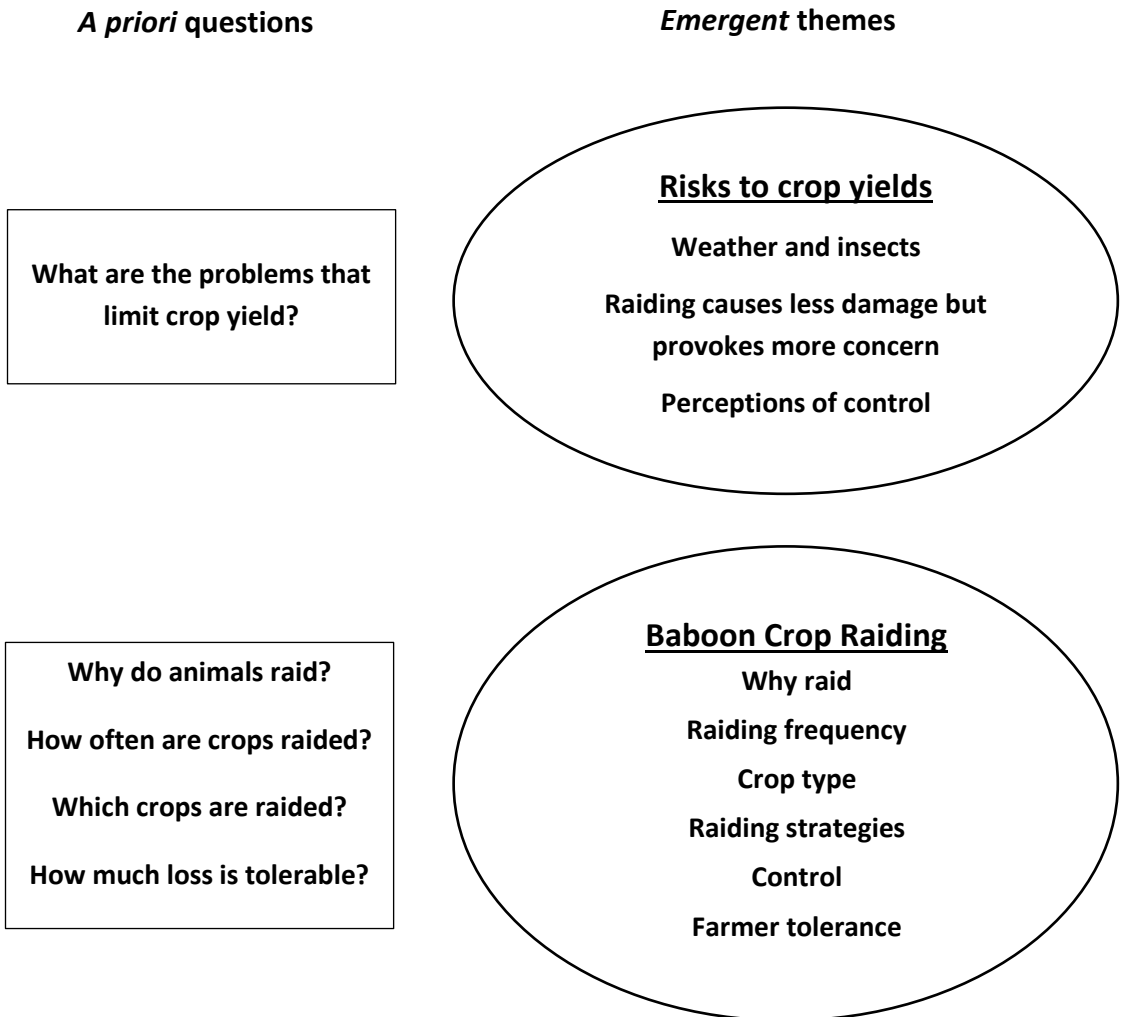 A priori questions
Emergent themes
What are the problems that
limit crop yield?
Risks to crop yields
Weather and insects
Raiding causes less damage but
provokes more concern
Perceptions of control
Why do animals raid?
How often are crops raided?
Which crops are raided?
How much loss is tolerable?
Baboon Crop Raiding
Why raid
Raiding frequency
Crop type
Raiding strategies
Control
Farmer tolerance